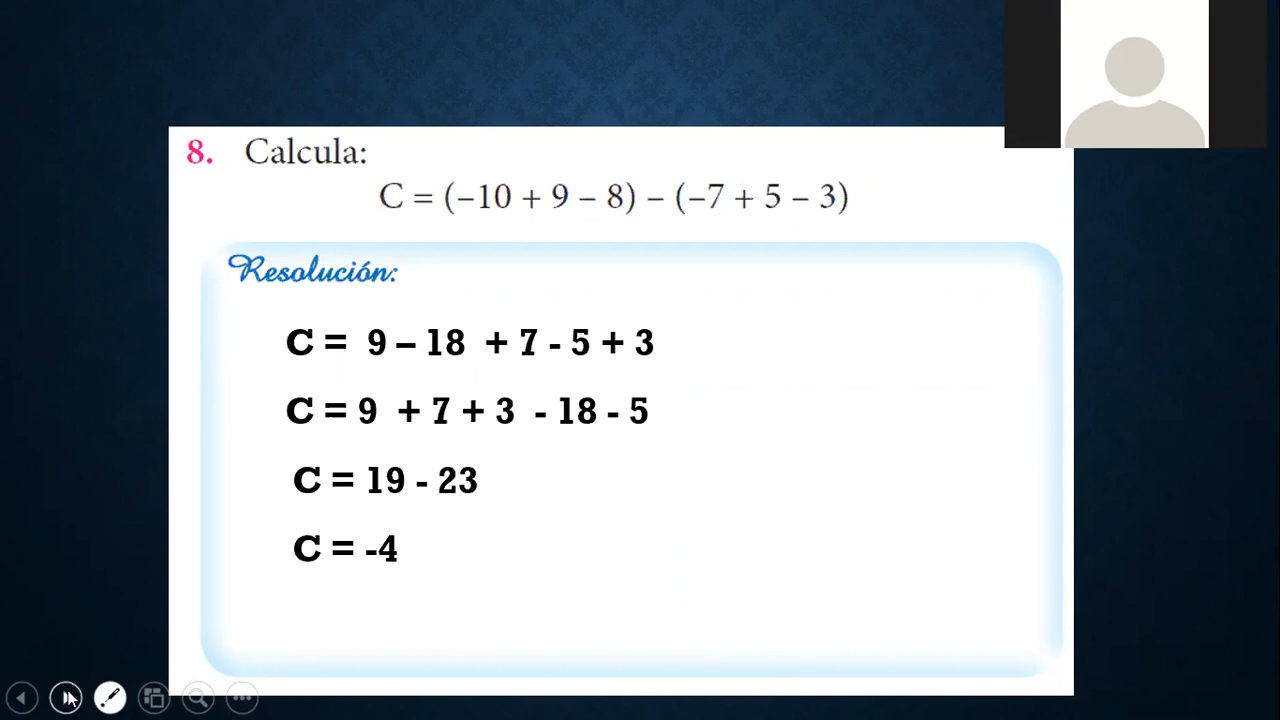 8. Calcula:
C = (–10 + 9 – 8) – (–7 + 5 – 3)
Resolución:
C = 9 – 18 + 7 - 5 + 3
C = 9 + 7 + 3 - 18 - 5
C = 19 - 23
C = -4